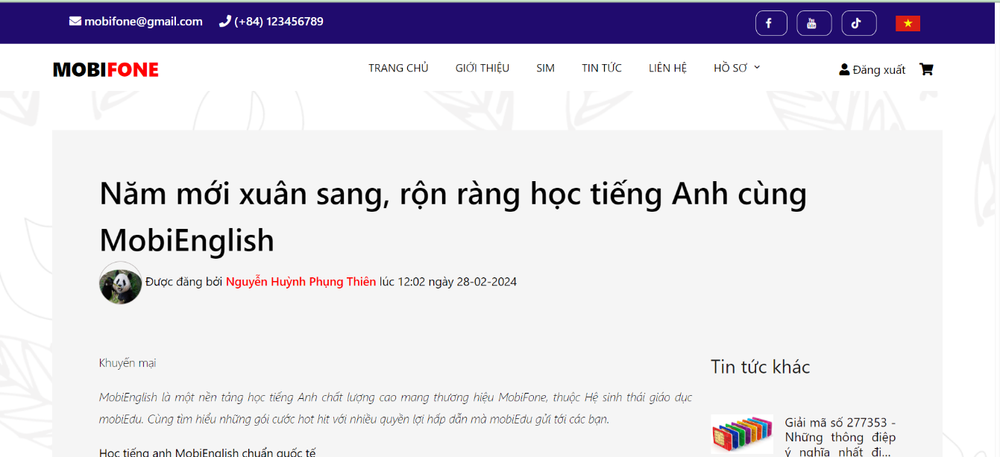 mobifone@gmail.com (+84) 123456789
MOBIFONE
TRANG CHỦ GIỚI THIỆU SIM TIN TỨC LIÊN HỆ HỒ SƠ Đăng xuất
Năm mới xuân sang, rộn ràng học tiếng Anh cùng
MobiEnglish
Được đăng bởi Nguyễn Huỳnh Phụng Thiên lúc 12:02 ngày 28-02-2024
Khuyến mại
MobiEnglish là một nền tảng học tiếng Anh chất lượng cao mang thương hiệu MobiFone, thuộc Hệ sinh thái giáo dục
mobiEdu. Cùng tìm hiểu những gói cước hot hit với nhiều quyền lợi hấp dẫn mà mobiEdu gửi tới các bạn.
Học tiếng anh MobiEnglish chuẩn quốc tế
Tin tức khác
Giải mã số 277353 -
Những thông điệp
ý nghĩa nhất đi...